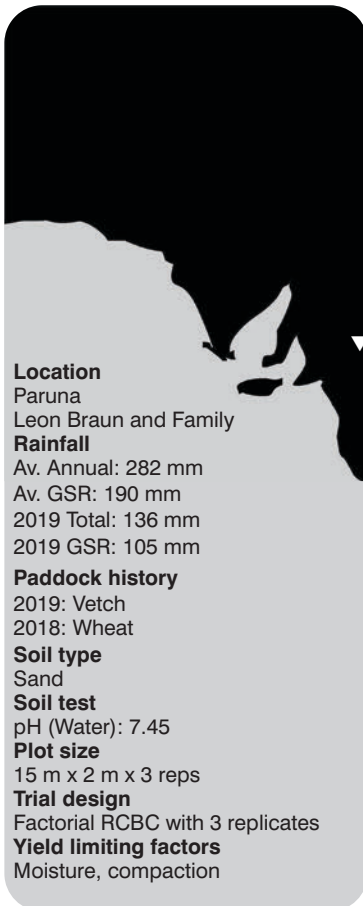 Location
Paruna
Leon Braun and Family
Rainfall
Av. Annual: 282 mm
Av. GSR: 190 mm
2019 Total: 136 mm
2019 GSR: 105 mm
Paddock history
2019: Vetch
2018: Wheat
Soil type
Sand
Soil test
pH (Water): 7.45
Plot size
15 m x 2 m x 3 reps
Trial design
Factorial RCBC with 3 replicates
Yield limiting factors
Moisture, compaction